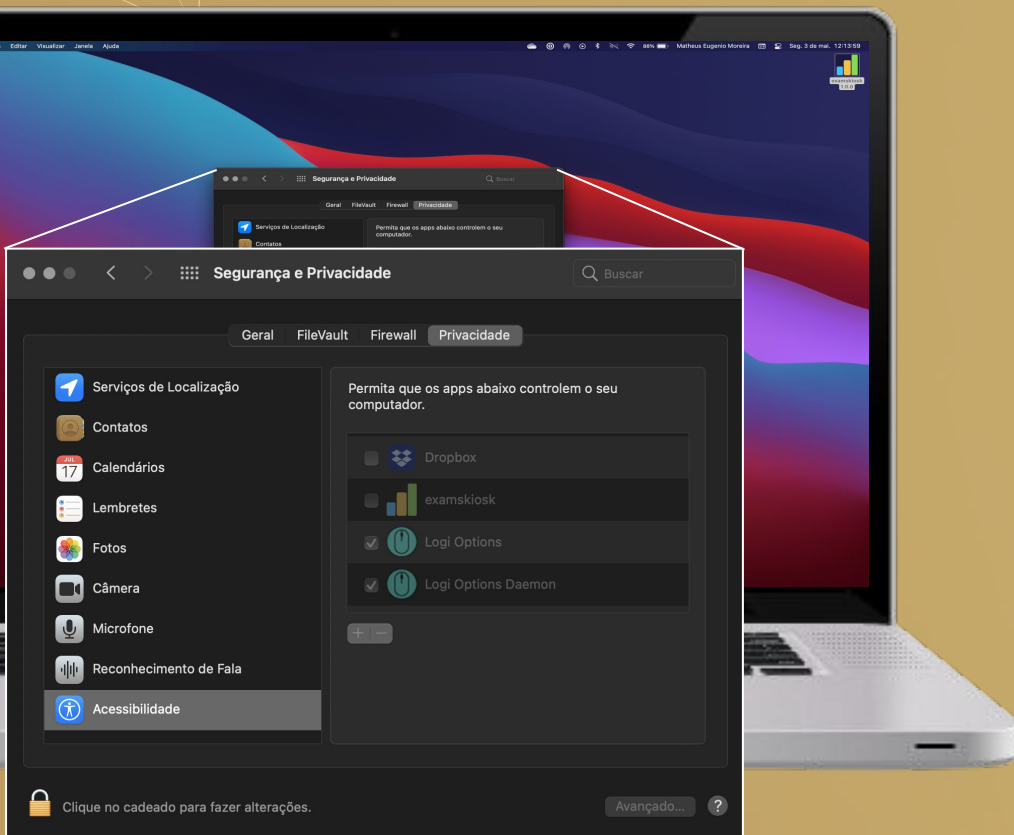 Editar Visualizar Janela Ajuda
88% Matheus Eugenio Moreira Seg. 3 de mai. 12:13:59
examskiosk
1.0.0
Segurança e Privacidade
Buscar
Geral FileVault Firewall Privacidade
Serviços de Localização
Contatos
Permita que os apps abaixo controlem o seu
computador.
Segurança e Privacidade
Buscar
Geral FileVault Firewall Privacidade
Serviços de Localização
Contatos
JUL
17
Calendários
Lembretes
Fotos
Câmera
Microfone
Reconhecimento de Fala
Acessibilidade
Permita que os apps abaixo controlem o seu
computador.
Dropbox
examskiosk
Logi Options
Logi Options Daemon
Clique no cadeado para fazer alterações.
Avançado...
?